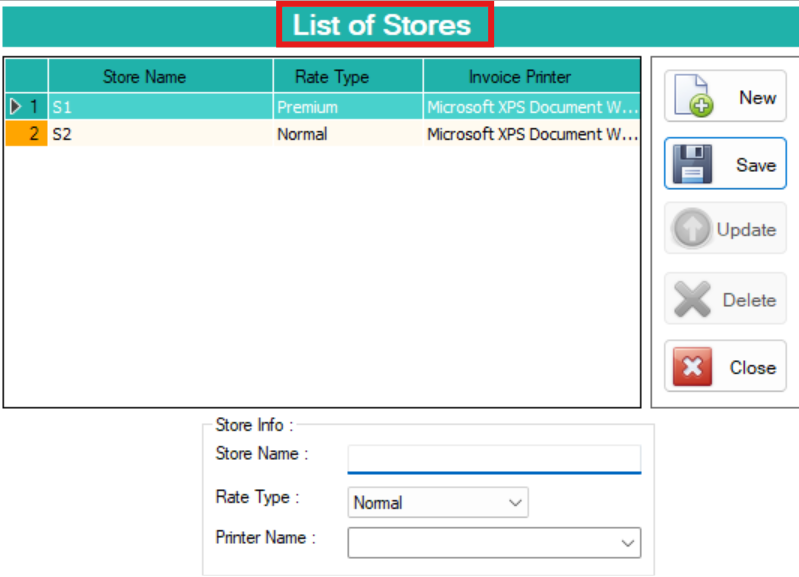 List of Stores
Store Name Rate Type Invoice Printer
1 S1 Premium Microsoft XPS Document W...
2 S2 Normal Microsoft XPS Document W...
New
Save
Update
Delete
Close
Store Info :
Store Name :
Rate Type : Normal
Printer Name :